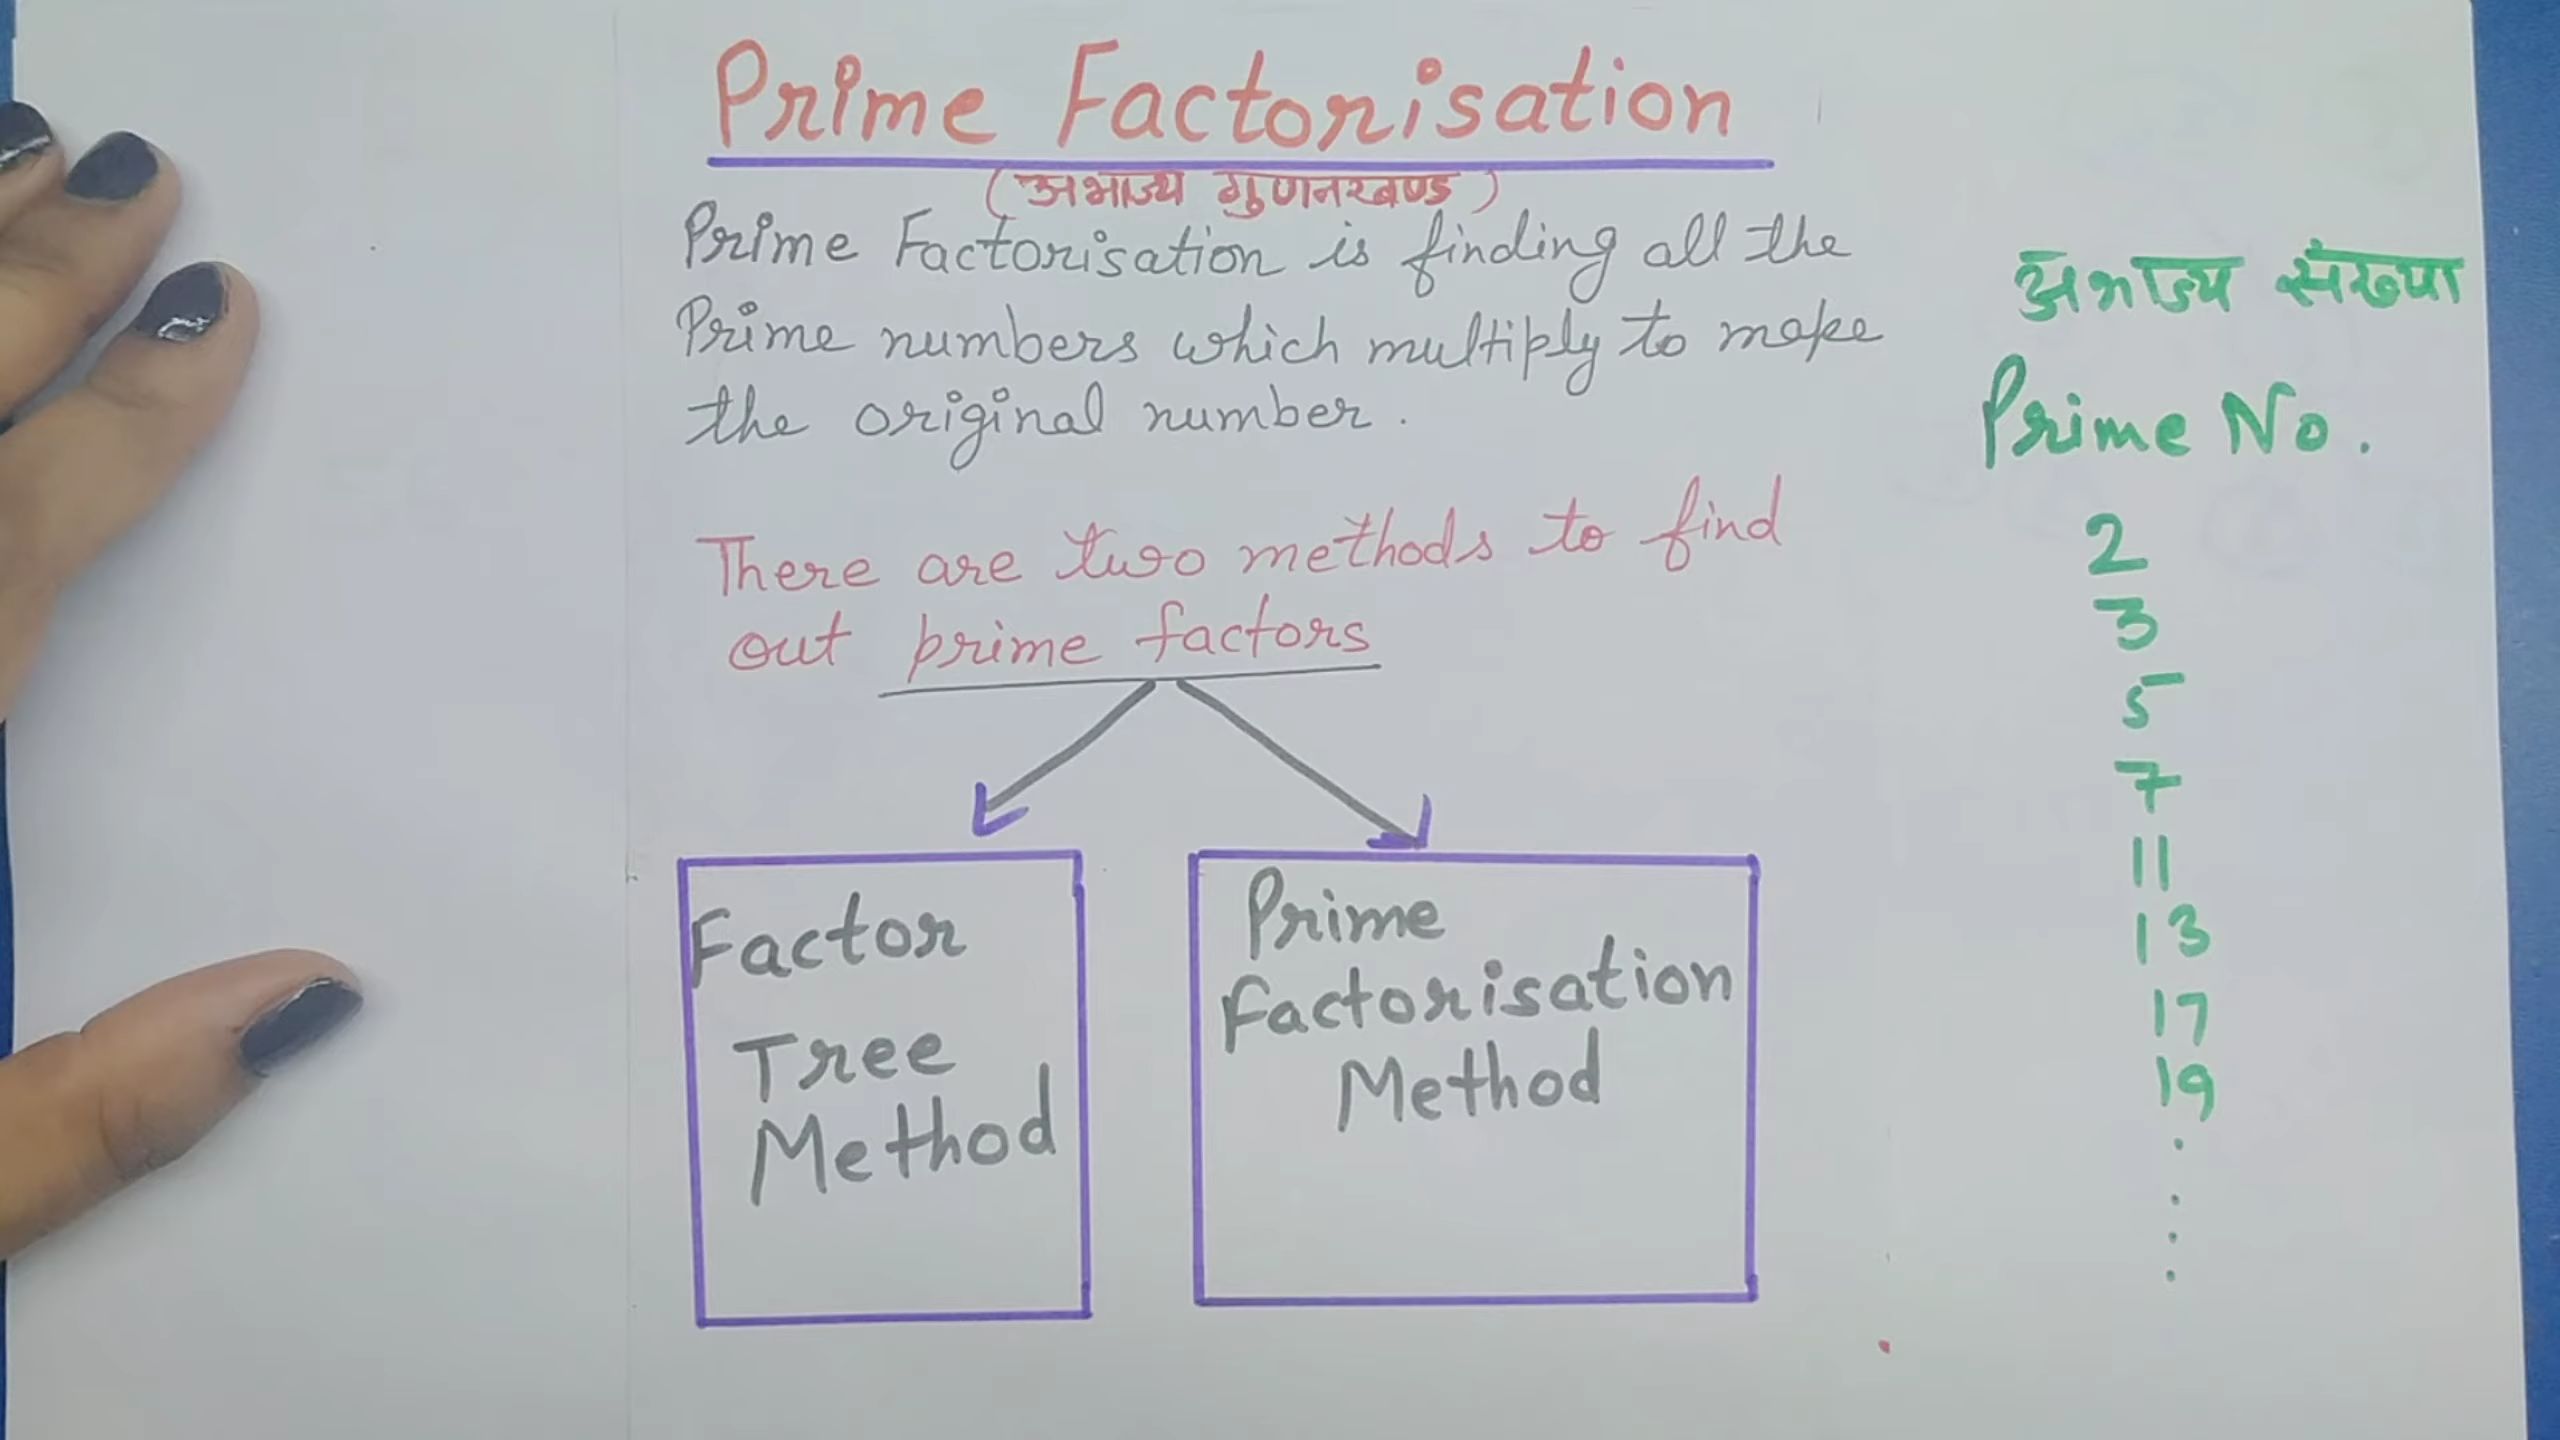 Prime Factorisation
(अभाज्य गुणनखण्ड)
Prime Factorisation is finding all the
Prime numbers which multiply to make
the original number.
There are two methods to find
out prime factors
Factor
Tree
Method
Prime
Factorisation
Method
अभाज्य संख्या
Prime No.
2
3
5
7
11
13
17
19